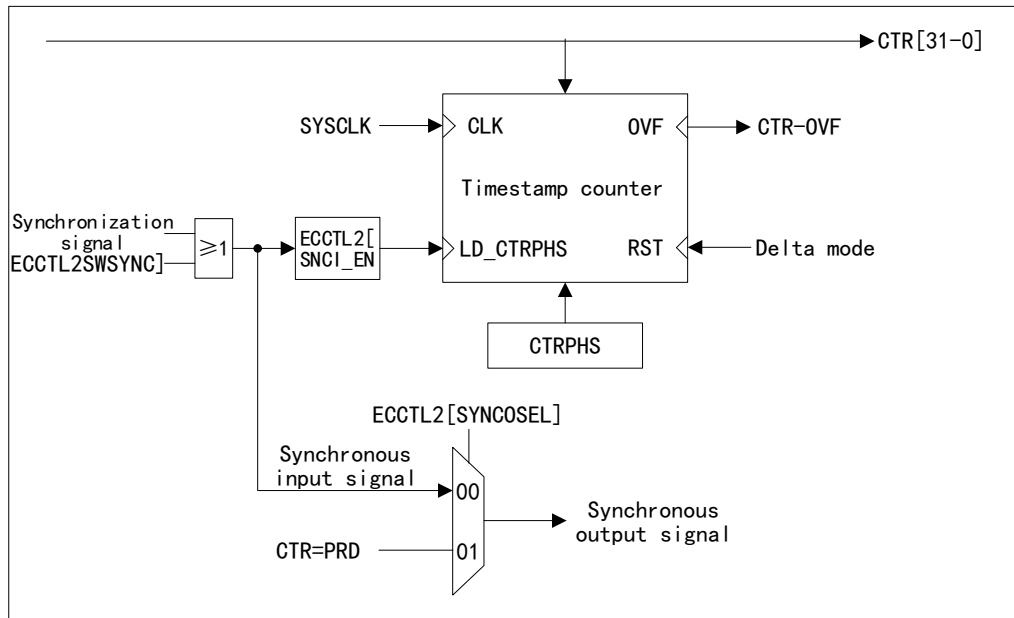 CTR[31-0]
SYSCLK
CLK
OVF
CTR-OVF
Timestamp counter
Synchronization
signal
ECCTL2SWSYNC]
≥1
ECCTL2[
SNCI_EN
LD_CTRPHS
RST
Delta mode
CTRPHS
ECCTL2[SYNCOSEL]
Synchronous
input signal
00
Synchronous
output signal
CTR=PRD
01